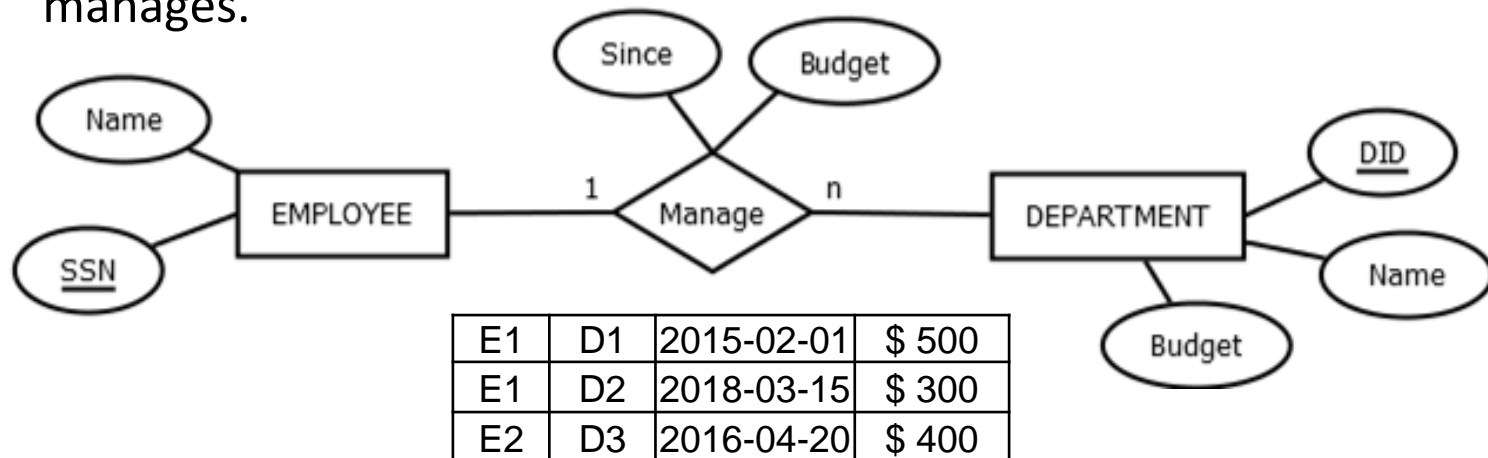 manages.
Since
Budget
Name
DID
1
n
EMPLOYEE
Manage
DEPARTMENT
SSN
Name
Budget
E1 D1 2015-02-01 $ 500
E1 D2 2018-03-15 $ 300
E2 D3 2016-04-20 $ 400